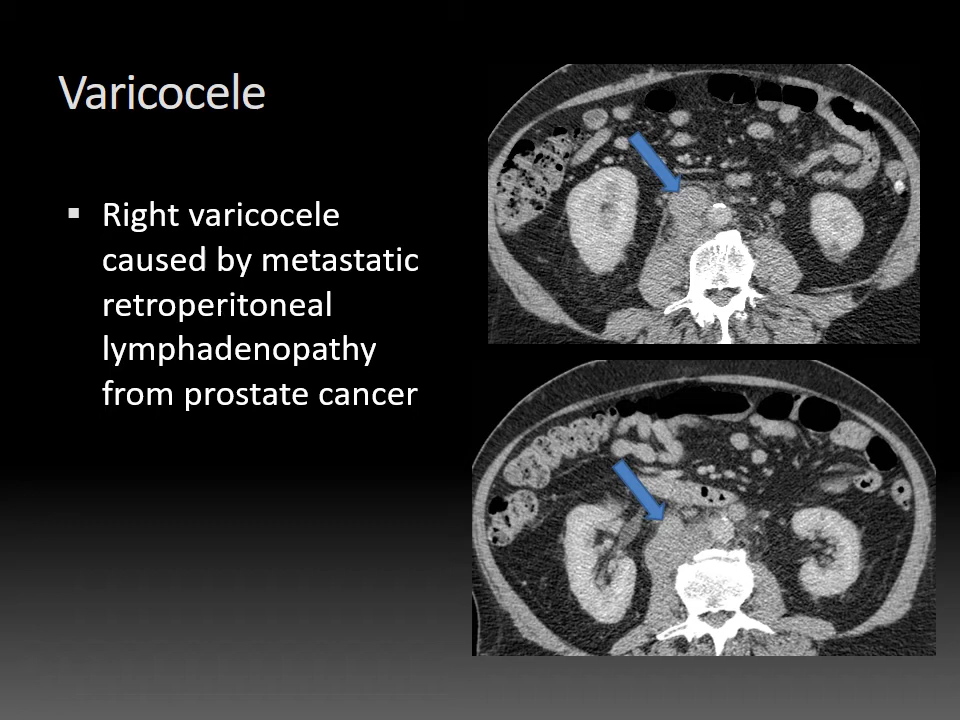 Varicocele
▪ Right varicocele
caused by metastatic
retroperitoneal
lymphadenopathy
from prostate cancer